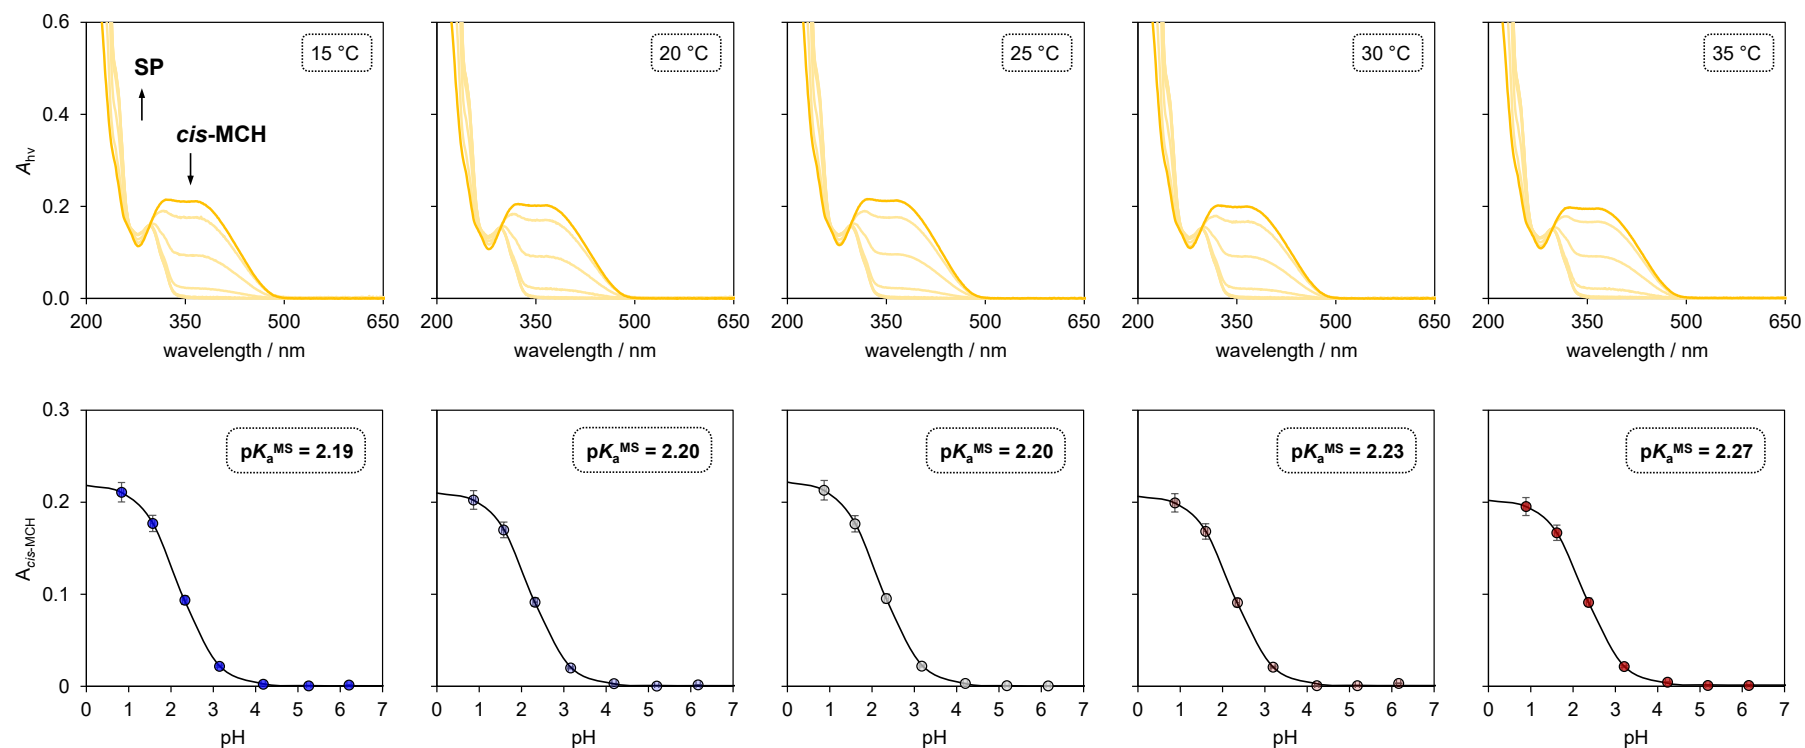 0.6
0.4
0.2
0.0
A_hv
SP
cis-MCH
15 °C
20 °C
25 °C
30 °C
35 °C
200 350 500 650
200 350 500 650
200 350 500 650
200 350 500 650
200 350 500 650
wavelength / nm
wavelength / nm
wavelength / nm
wavelength / nm
wavelength / nm
0.3
0.2
0.1
0
A_cis-MCH
pK_a^MS = 2.19
pK_a^MS = 2.20
pK_a^MS = 2.20
pK_a^MS = 2.23
pK_a^MS = 2.27
0 1 2 3 4 5 6 7
0 1 2 3 4 5 6 7
0 1 2 3 4 5 6 7
0 1 2 3 4 5 6 7
0 1 2 3 4 5 6 7
pH
pH
pH
pH
pH